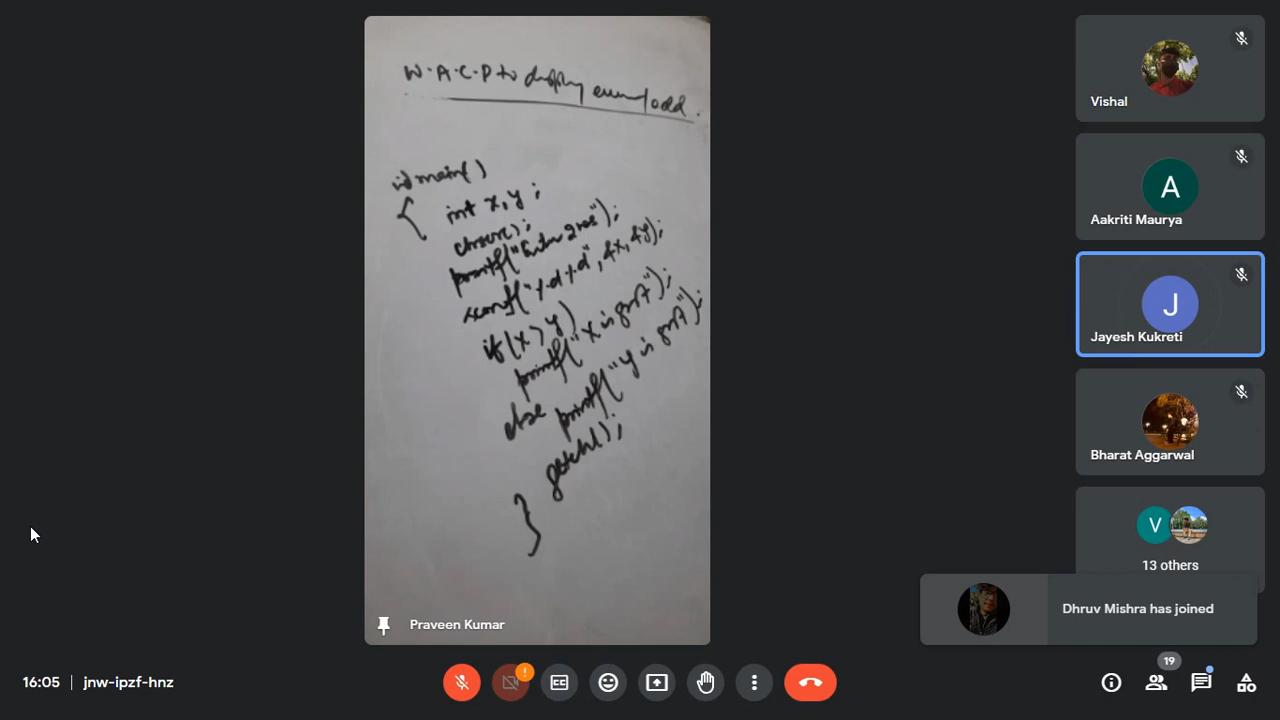 W.A.C.P to display even/odd.
void main()
{ int x, y ;
clrscr();
printf("Enter 2 nos");
scanf("%d %d", &x, &y);
if(x > y)
printf("x is grt");
else printf("y is grt");
getch();
}
Praveen Kumar
Vishal
A
Aakriti Maurya
J
Jayesh Kukreti
Bharat Aggarwal
V
13 others
Dhruv Mishra has joined
16:05 | jnw-ipzf-hnz
19